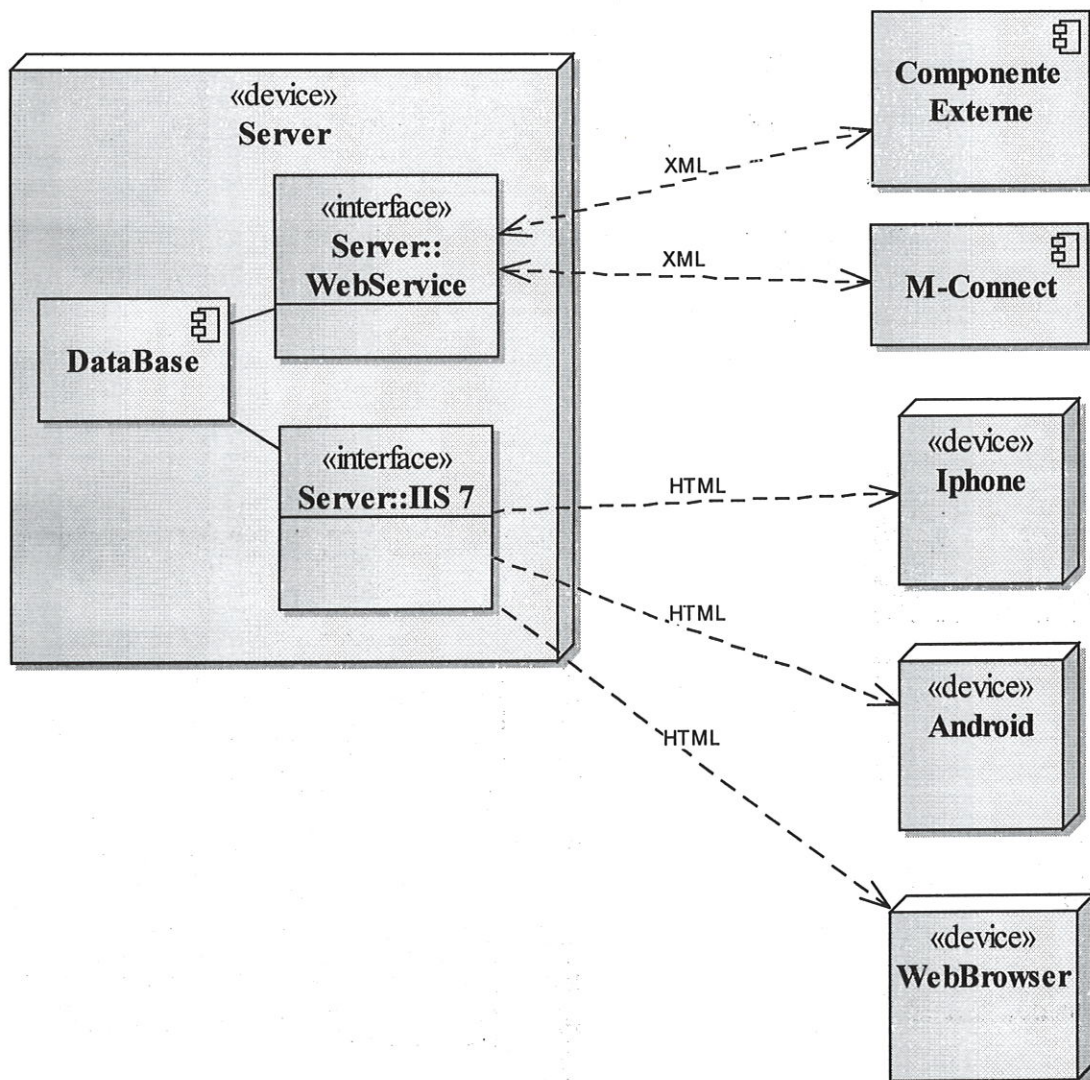 «device»
Server
«interface»
Server::
WebService
DataBase
«interface»
Server::IIS 7
XML
XML
HTML
HTML
HTML
Componente
Externe
M-Connect
«device»
Iphone
«device»
Android
«device»
WebBrowser